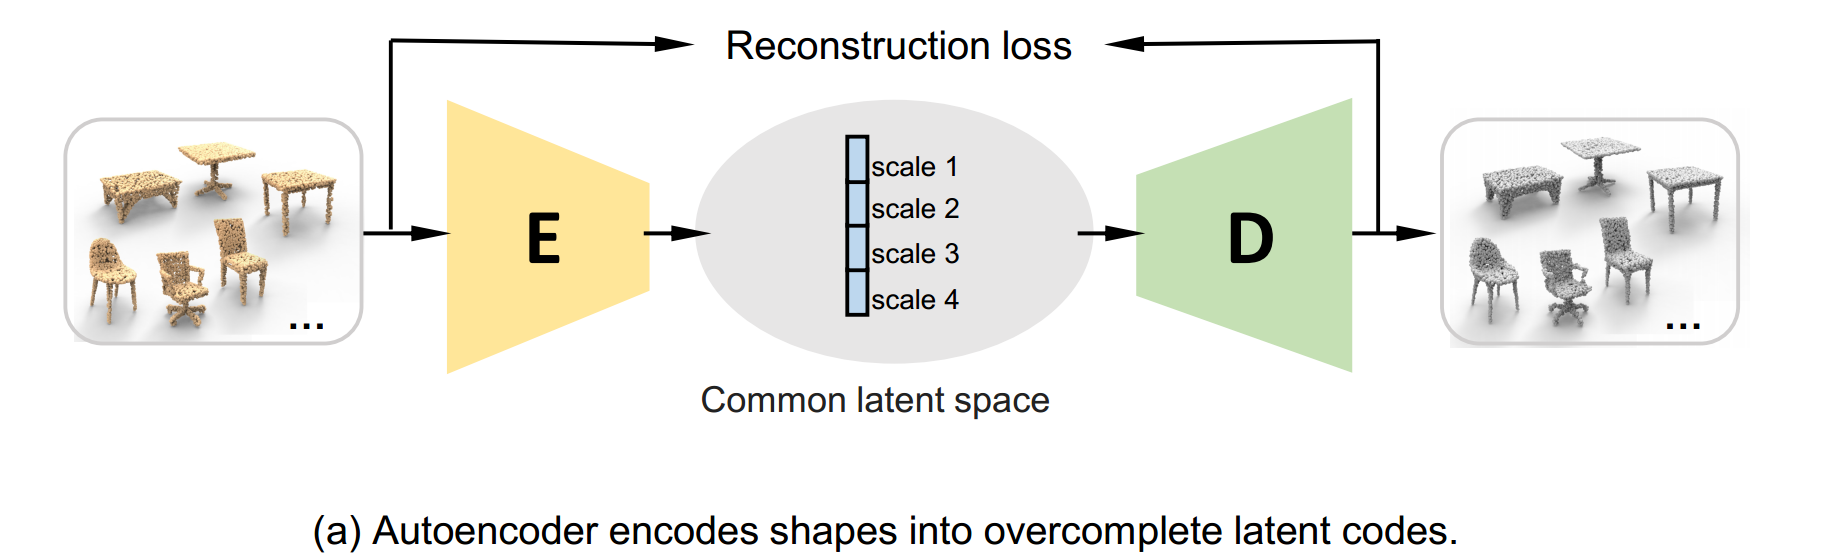 Reconstruction loss
E
scale 1
scale 2
scale 3
scale 4
D
...
...
Common latent space
(a) Autoencoder encodes shapes into overcomplete latent codes.